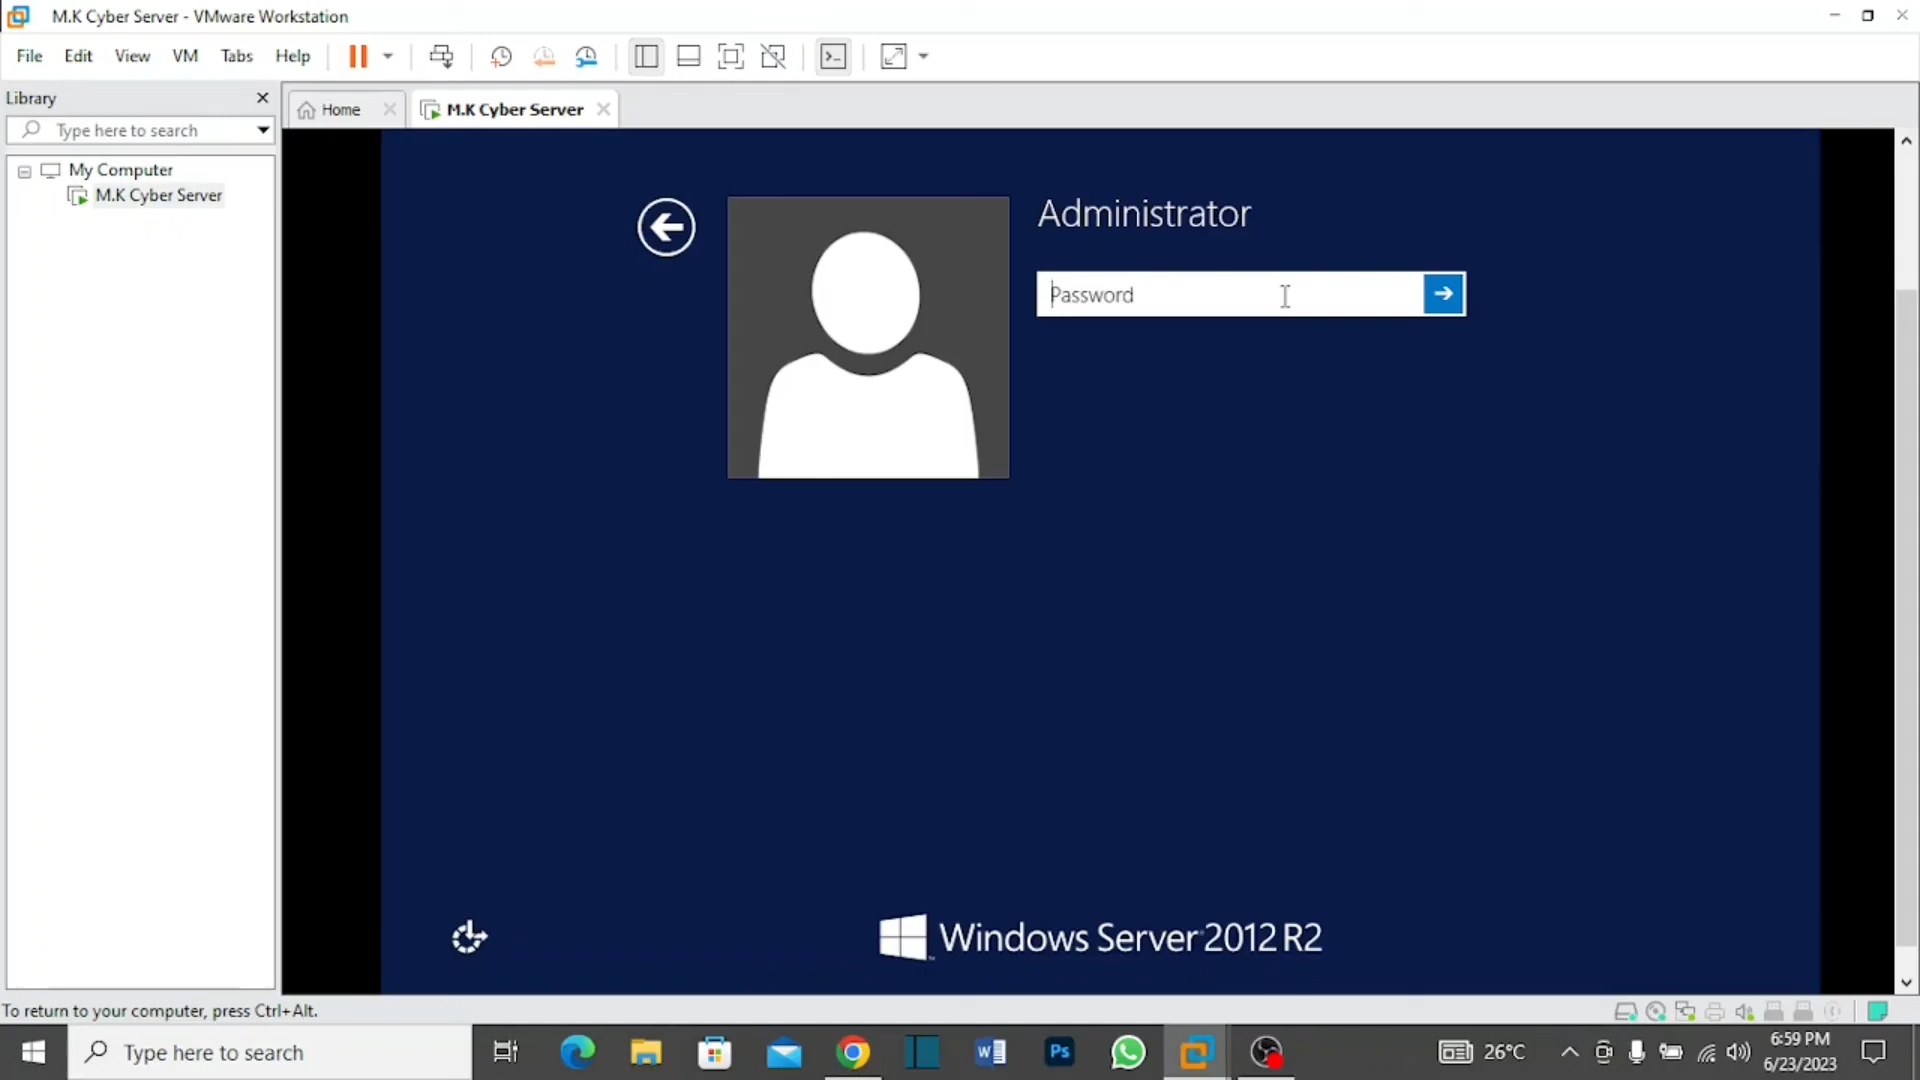 M.K Cyber Server - VMware Workstation
File Edit View VM Tabs Help
Library
Type here to search
My Computer
M.K Cyber Server
Home
M.K Cyber Server
Administrator
Password
Windows Server 2012 R2
To return to your computer, press Ctrl+Alt.
Type here to search
W
Ps
26°C
6:59 PM
6/23/2023